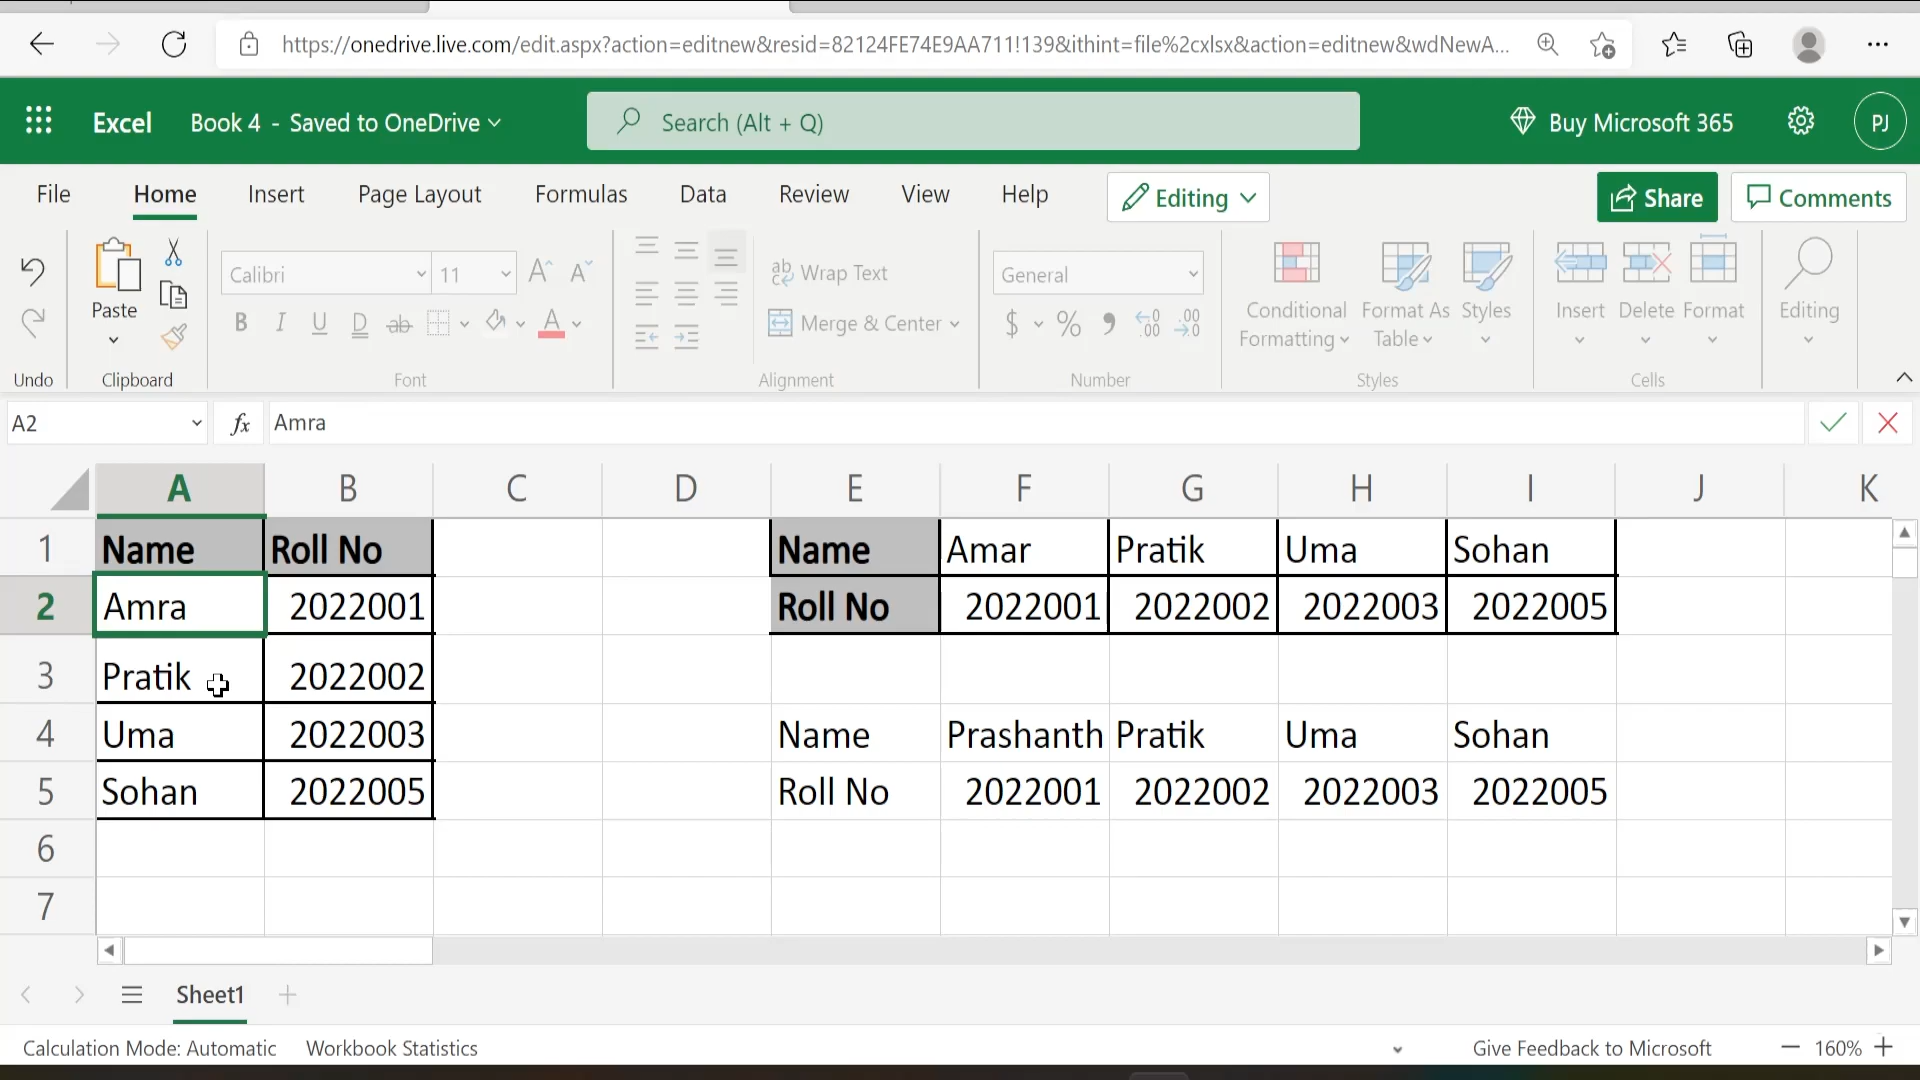 https://onedrive.live.com/edit.aspx?action=editnew&resid=82124FE74E9AA711!139&ithint=file%2cxlsx&action=editnew&wdNewA...
Excel Book 4 - Saved to OneDrive Search (Alt + Q) Buy Microsoft 365 PJ
File Home Insert Page Layout Formulas Data Review View Help Editing Share Comments
Paste Calibri 11 Wrap Text General Conditional Formatting Format As Table Styles Insert Delete Format Editing
B I U D ab Merge & Center $ % 9 .00 .00
Undo Clipboard Font Alignment Number Styles Cells
A2 fx Amra
A B C D E F G H I J K
1 Name Roll No Name Amar Pratik Uma Sohan
2 Amra 2022001 Roll No 2022001 2022002 2022003 2022005
3 Pratik 2022002
4 Uma 2022003 Name Prashanth Pratik Uma Sohan
5 Sohan 2022005 Roll No 2022001 2022002 2022003 2022005
6
7
Sheet1
Calculation Mode: Automatic Workbook Statistics Give Feedback to Microsoft 160%